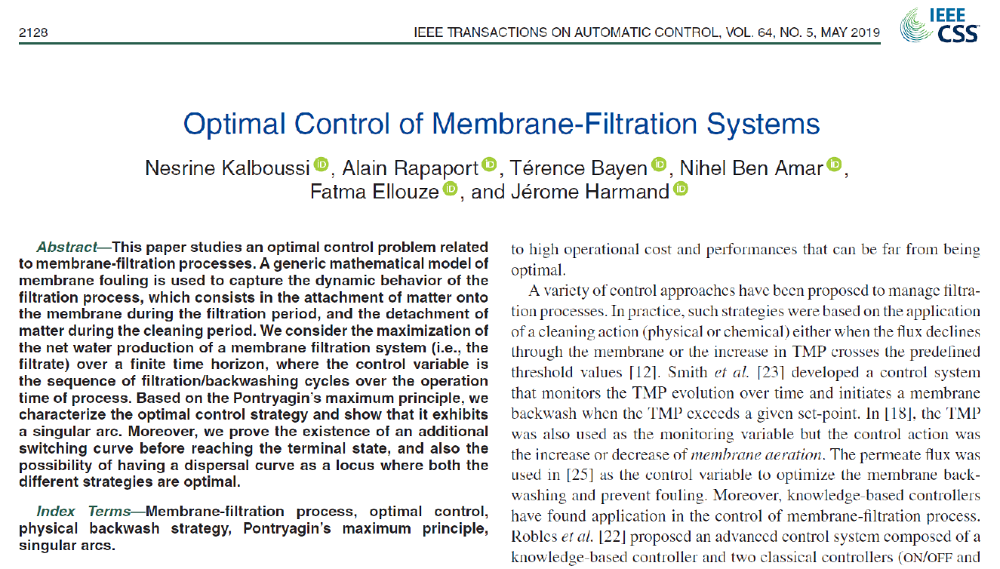 2128
IEEE TRANSACTIONS ON AUTOMATIC CONTROL, VOL. 64, NO. 5, MAY 2019
IEEE
CSS
Optimal Control of Membrane-Filtration Systems
Nesrine Kalboussi iD, Alain Rapaport iD, Térence Bayen iD, Nihel Ben Amar iD,
Fatma Ellouze iD, and Jérome Harmand iD
Abstract—This paper studies an optimal control problem related
to membrane-filtration processes. A generic mathematical model of
membrane fouling is used to capture the dynamic behavior of the
filtration process, which consists in the attachment of matter onto
the membrane during the filtration period, and the detachment of
matter during the cleaning period. We consider the maximization of
the net water production of a membrane filtration system (i.e., the
filtrate) over a finite time horizon, where the control variable is
the sequence of filtration/backwashing cycles over the operation
time of process. Based on the Pontryagin's maximum principle, we
characterize the optimal control strategy and show that it exhibits
a singular arc. Moreover, we prove the existence of an additional
switching curve before reaching the terminal state, and also the
possibility of having a dispersal curve as a locus where both the
different strategies are optimal.
Index Terms—Membrane-filtration process, optimal control,
physical backwash strategy, Pontryagin's maximum principle,
singular arcs.
to high operational cost and performances that can be far from being
optimal.
A variety of control approaches have been proposed to manage filtra-
tion processes. In practice, such strategies were based on the application
of a cleaning action (physical or chemical) either when the flux declines
through the membrane or the increase in TMP crosses the predefined
threshold values [12]. Smith et al. [23] developed a control system
that monitors the TMP evolution over time and initiates a membrane
backwash when the TMP exceeds a given set-point. In [18], the TMP
was also used as the monitoring variable but the control action was
the increase or decrease of membrane aeration. The permeate flux was
used in [25] as the control variable to optimize the membrane back-
washing and prevent fouling. Moreover, knowledge-based controllers
have found application in the control of membrane-filtration process.
Robles et al. [22] proposed an advanced control system composed of a
knowledge-based controller and two classical controllers (ON/OFF and